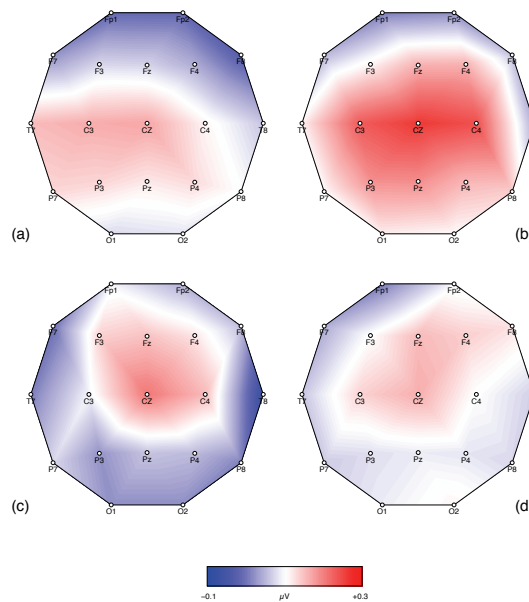 Fp1 Fp2 Fp1 Fp2
F7 F8 F7 F8
F3 Fz F4 F3 Fz F4
T7 C3 CZ C4 T8 T7 C3 CZ C4
P3 Pz P4 P3 Pz P4
P7 P8 P7 P8
(a) O1 O2 (b) O1 O2
Fp1 Fp2 Fp1 Fp2
F7 F8 F7 F8
F3 Fz F4 F3 Fz F4
T7 C3 CZ C4 T8 T7 C3 CZ C4
P3 Pz P4 P3 Pz P4
P7 P8 P7 P8
(c) O1 O2 (d) O1 O2
−0.1 μV +0.3